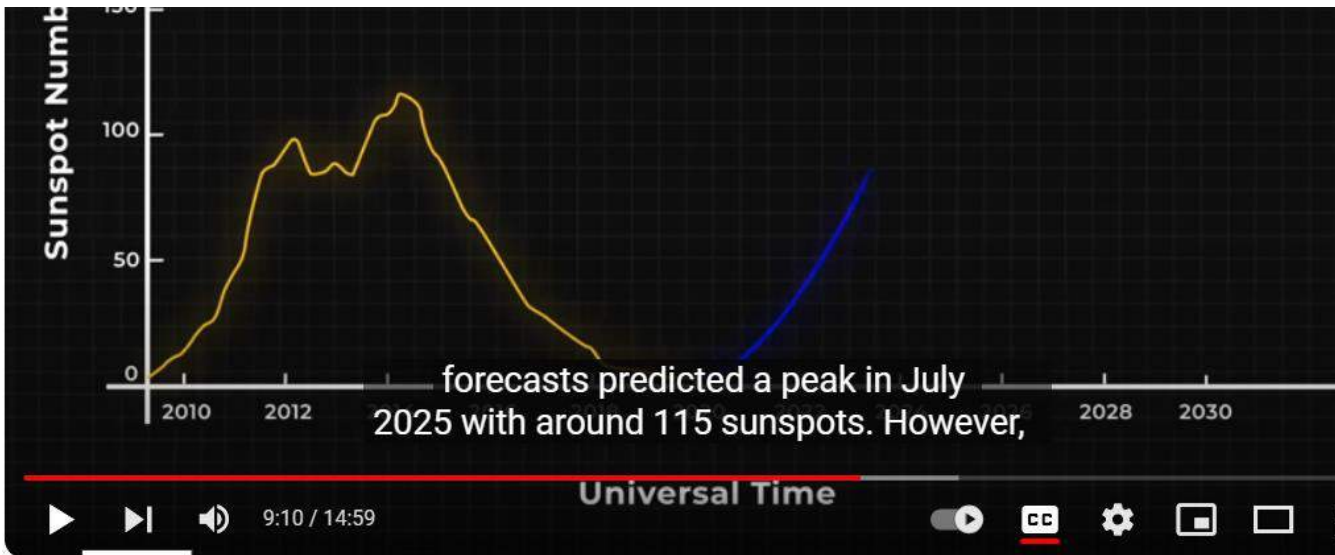 150
Sunspot Numb
100
50
0
forecasts predicted a peak in July
2025 with around 115 sunspots. However,
2010 2012 2028 2030
Universal Time
9:10 / 14:59
CC